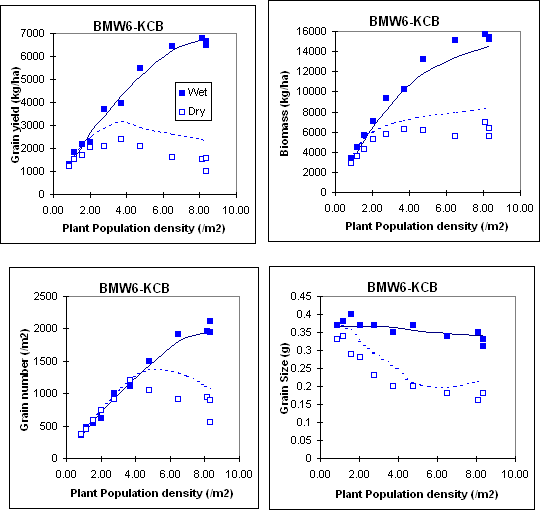 BMW6-KCB
Grain yield (kg/ha)
7000
6000
5000
4000
3000
2000
1000
0
Wet
Dry
0.00 2.00 4.00 6.00 8.00 10.00
Plant Population density (/m2)
BMW6-KCB
Biomass (kg/ha)
16000
14000
12000
10000
8000
6000
4000
2000
0
0.00 2.00 4.00 6.00 8.00 10.00
Plant Population density (/m2)
BMW6-KCB
Grain number (/m2)
2500
2000
1500
1000
500
0
0.00 2.00 4.00 6.00 8.00 10.00
Plant Population density (/m2)
BMW6-KCB
Grain Size (g)
0.45
0.4
0.35
0.3
0.25
0.2
0.15
0.1
0.05
0
0.00 2.00 4.00 6.00 8.00 10.00
Plant Population density (/m2)